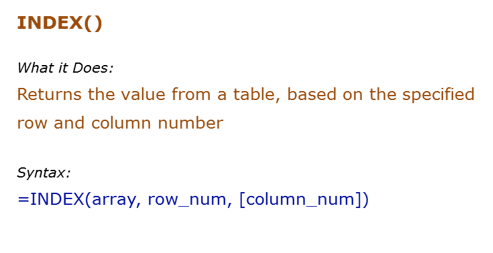 INDEX()
What it Does:
Returns the value from a table, based on the specified
row and column number
Syntax:
=INDEX(array, row_num, [column_num])